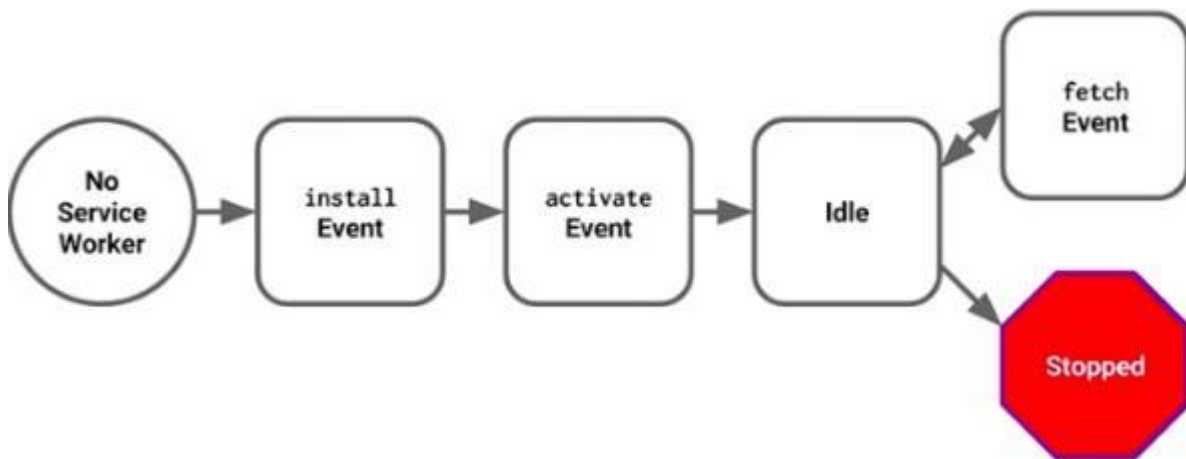 No
Service
Worker
install
Event
activate
Event
Idle
fetch
Event
Stopped